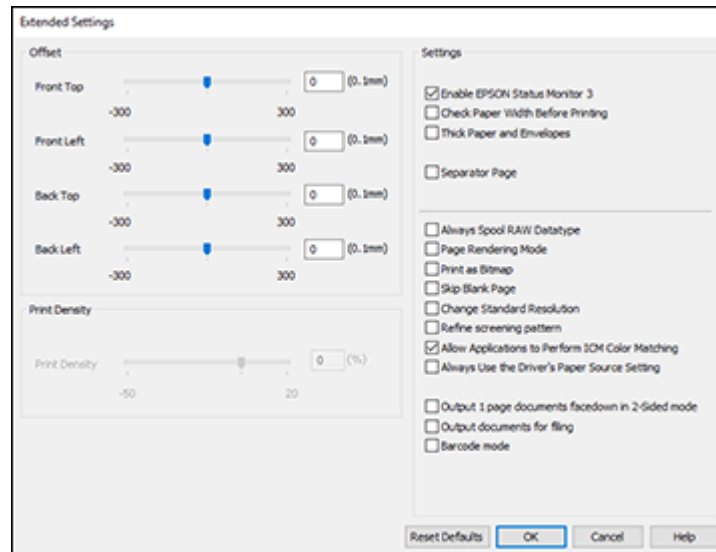 Extended Settings
Offset
Front Top
0
(0.1mm)
-300
300
Front Left
0
(0.1mm)
-300
300
Back Top
0
(0.1mm)
-300
300
Back Left
0
(0.1mm)
-300
300
Print Density
Print Density
0
(%)
-50
20
Settings
Enable EPSON Status Monitor 3
Check Paper Width Before Printing
Thick Paper and Envelopes
Separator Page
Always Spool RAW Datatype
Page Rendering Mode
Print as Bitmap
Skip Blank Page
Change Standard Resolution
Refine screening pattern
Allow Applications to Perform ICM Color Matching
Always Use the Driver's Paper Source Setting
Output 1 page documents facedown in 2-Sided mode
Output documents for filing
Barcode mode
Reset Defaults
OK
Cancel
Help